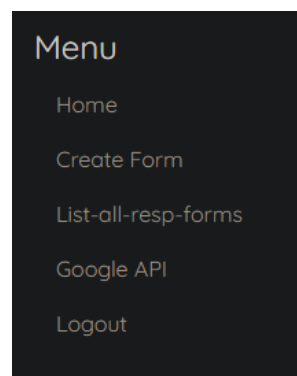 Menu
Home
Create Form
List-all-resp-forms
Google API
Logout